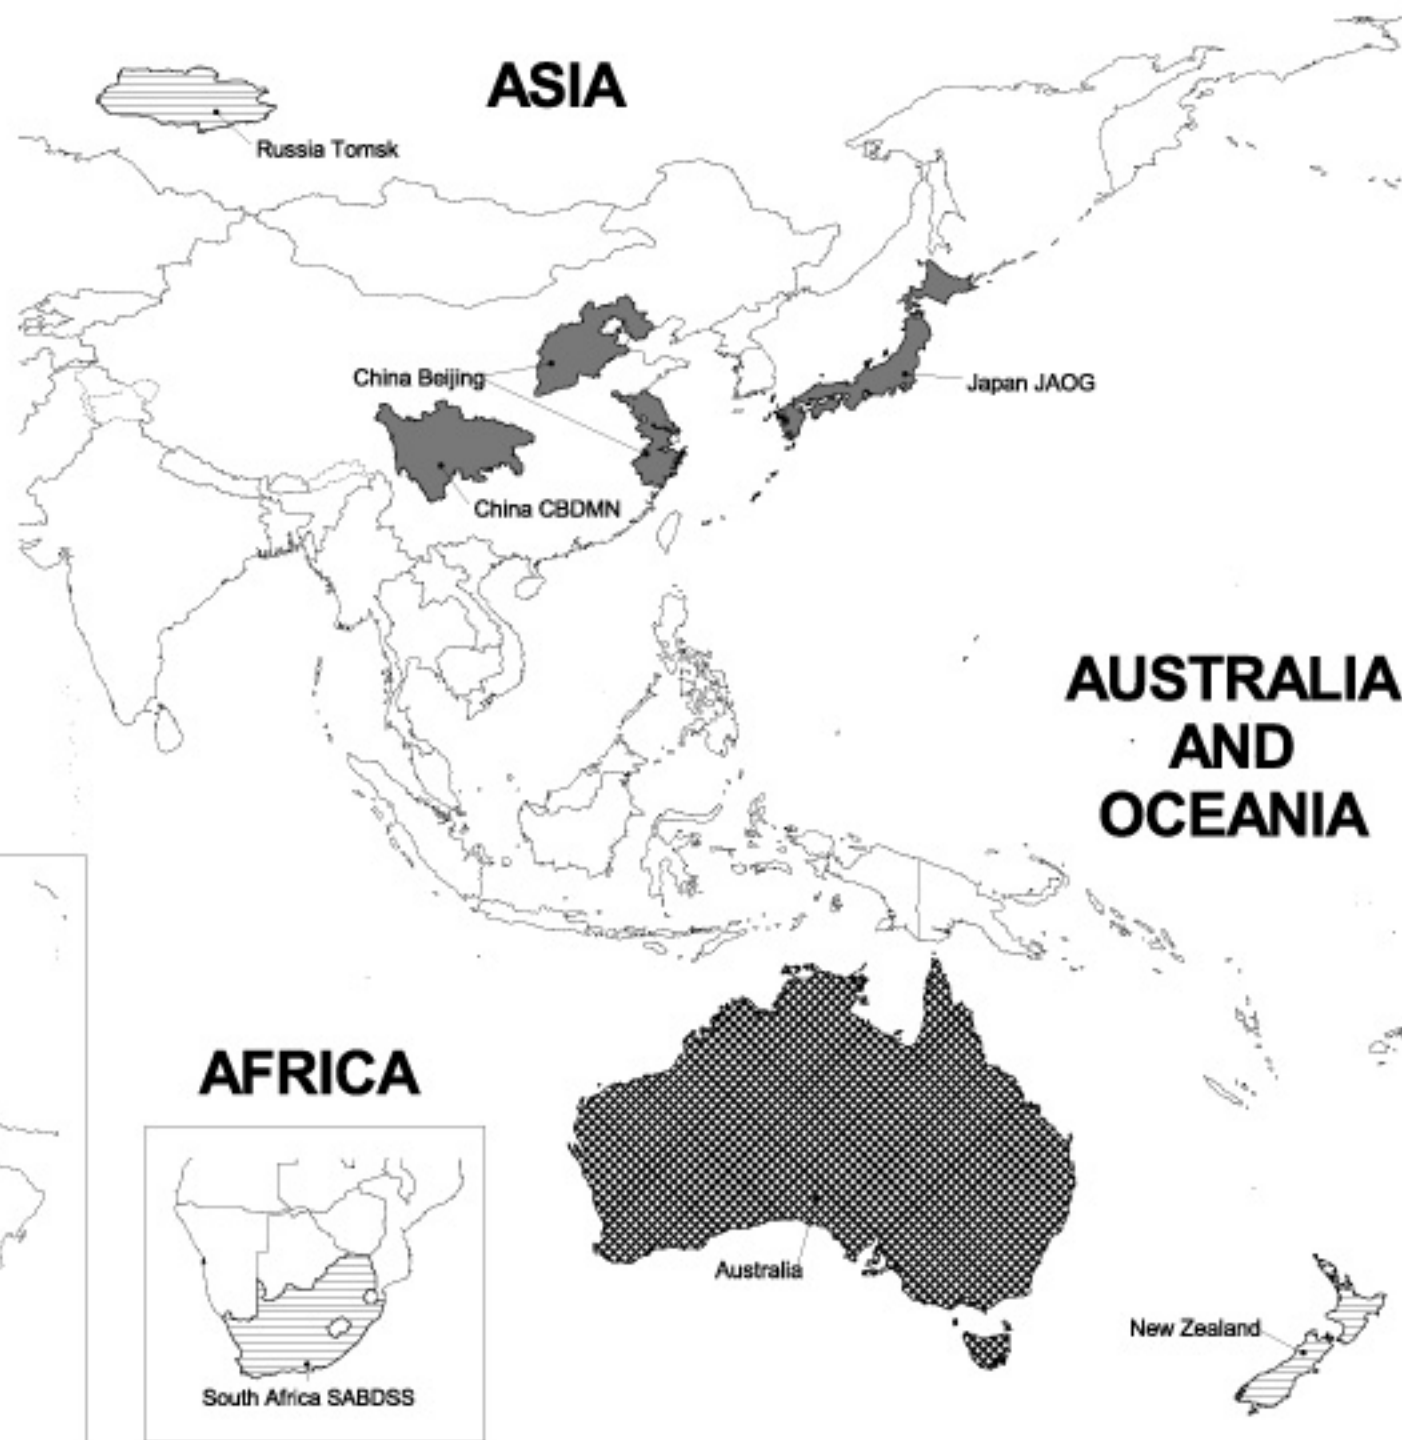 ASIA
Russia Tomsk
China Beijing
Japan JAOG
China CBDMN
AUSTRALIA
AND
OCEANIA
AFRICA
Australia
New Zealand
South Africa SABDSS